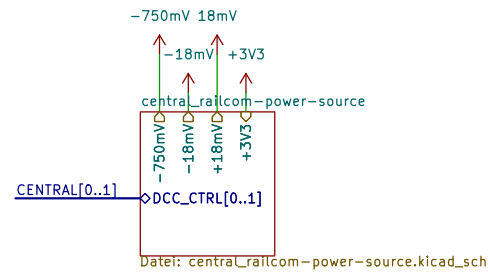 -750mV 18mV
-18mV +3V3
central_railcom-power-source
-750mV
-18mV
+18mV
+3V3
CENTRAL[0..1]
DCC_CTRL[0..1]
Datei: central_railcom-power-source.kicad_sch